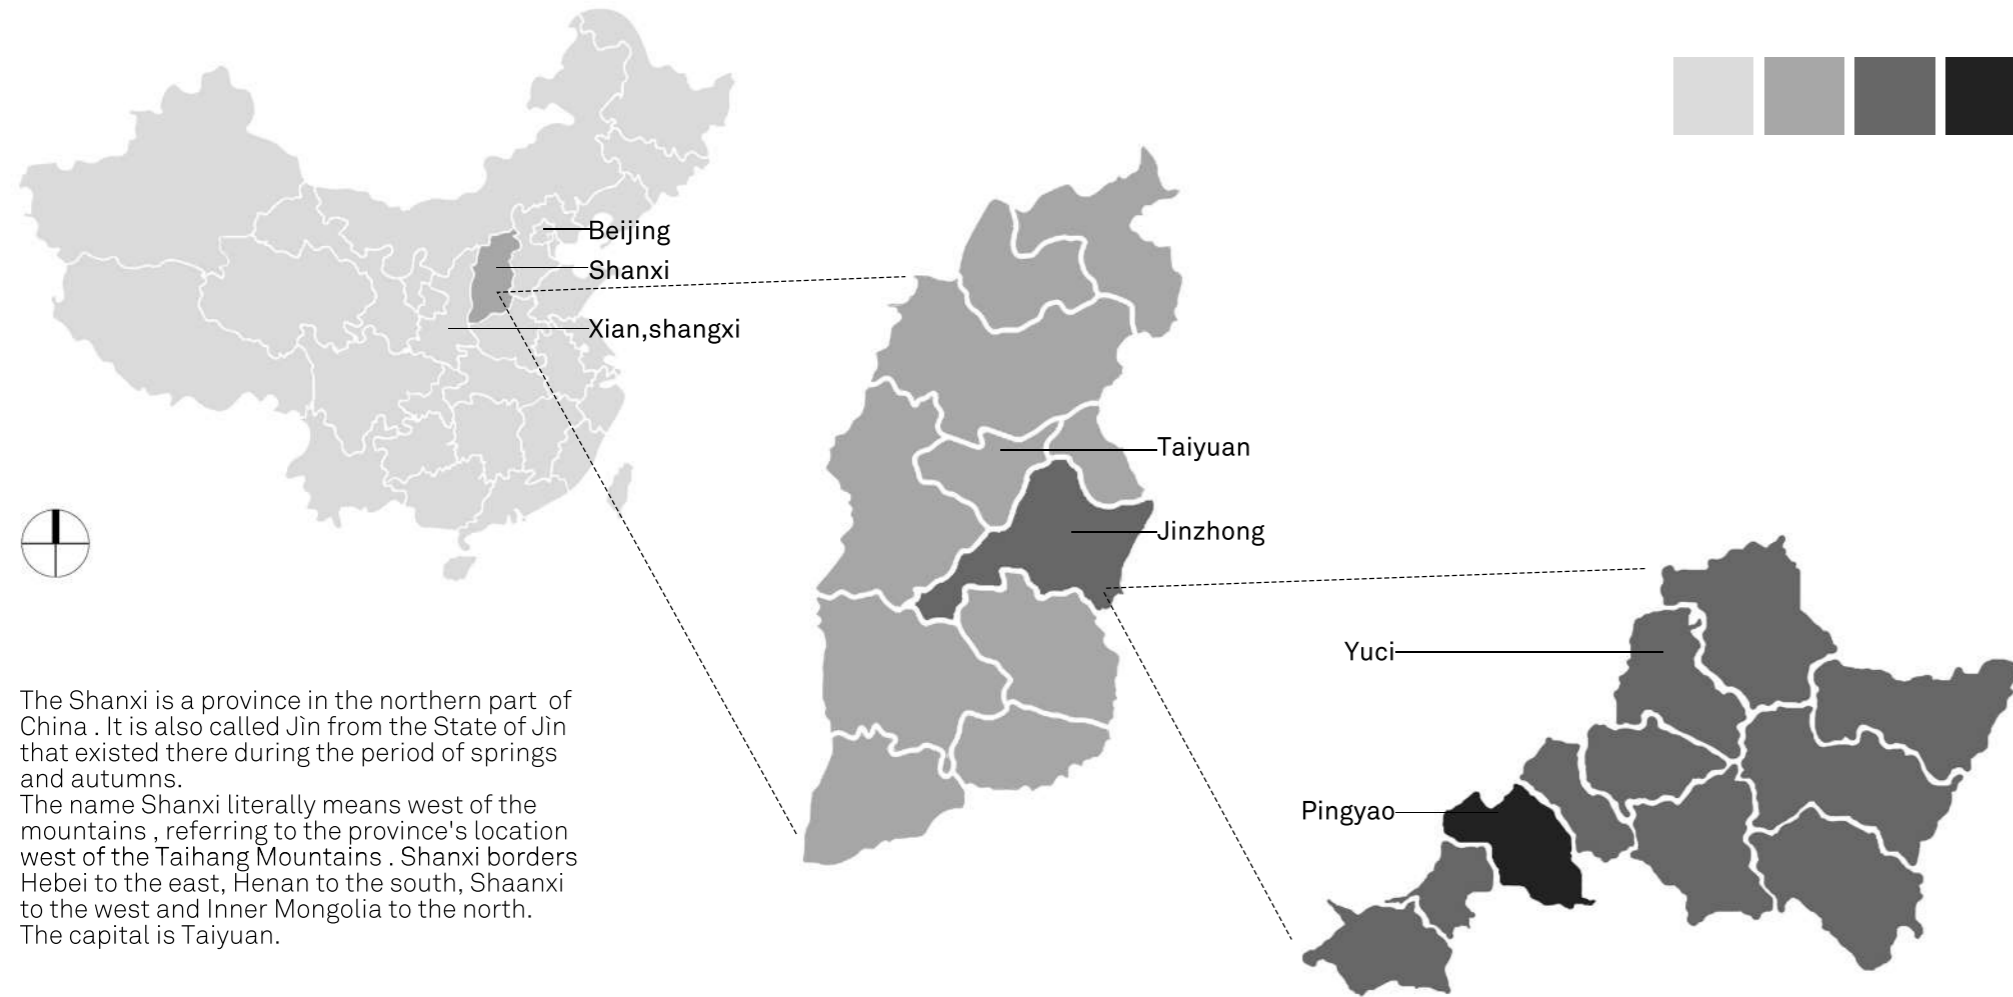 Beijing
Shanxi
Xian,shangxi
Taiyuan
Jinzhong
Yuci
Pingyao
The Shanxi is a province in the northern part of
China . It is also called Jìn from the State of Jìn
that existed there during the period of springs
and autumns.
The name Shanxi literally means west of the
mountains , referring to the province's location
west of the Taihang Mountains . Shanxi borders
Hebei to the east, Henan to the south, Shaanxi
to the west and Inner Mongolia to the north.
The capital is Taiyuan.